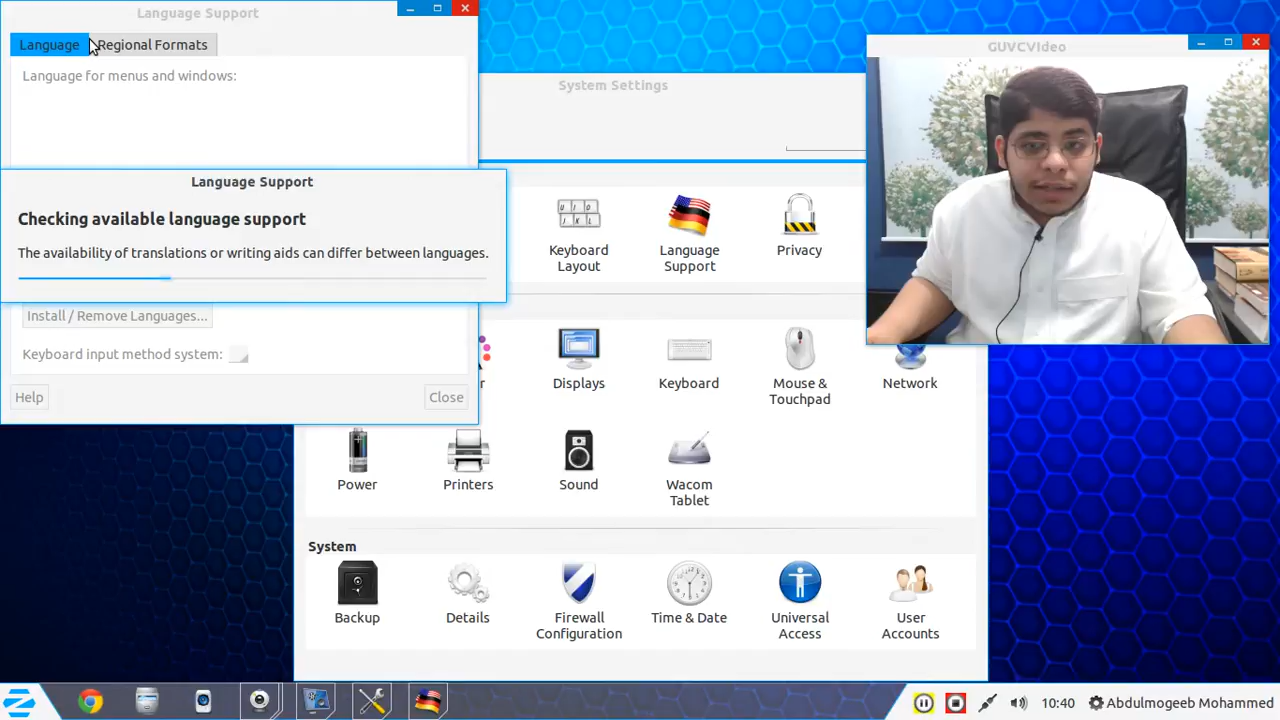 Language Support
Language
Regional Formats
Language for menus and windows:
Language Support
Checking available language support
The availability of translations or writing aids can differ between languages.
Install / Remove Languages...
Keyboard input method system:
Help
Close
System Settings
Keyboard
Layout
Language
Support
Privacy
Displays
Keyboard
Mouse &
Touchpad
Network
Power
Printers
Sound
Wacom
Tablet
System
Backup
Details
Firewall
Configuration
Time & Date
Universal
Access
User
Accounts
GUVCVIdeo
10:40
Abdulmogeeb Mohammed